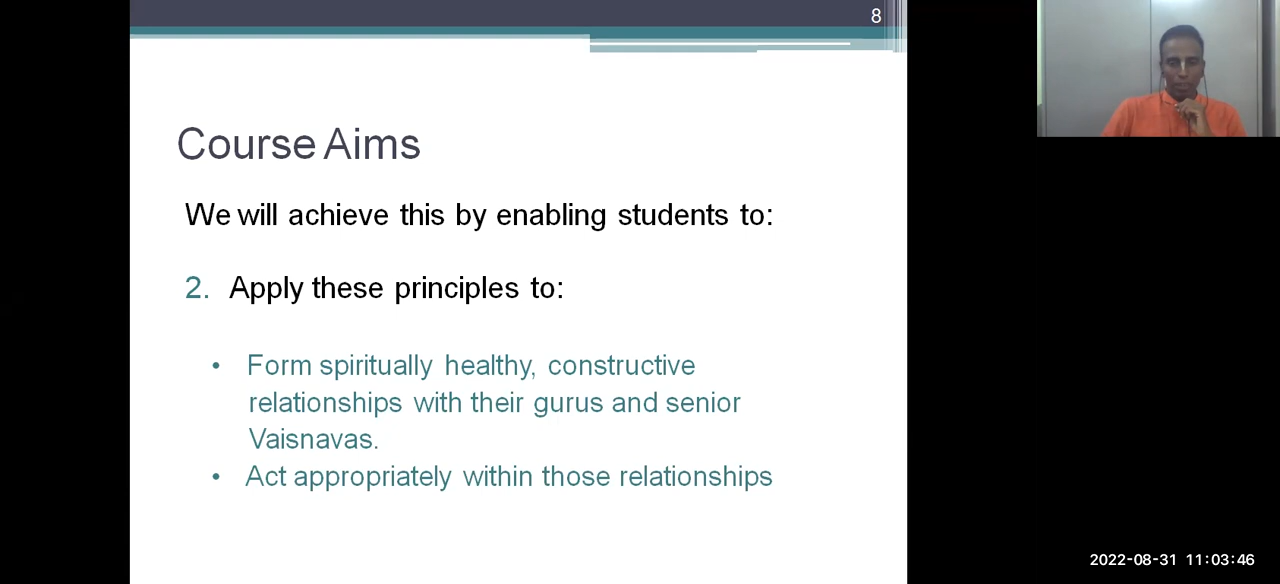 8
Course Aims
We will achieve this by enabling students to:
2. Apply these principles to:
• Form spiritually healthy, constructive
relationships with their gurus and senior
Vaisnavas.
• Act appropriately within those relationships
2022-08-31 11:03:46